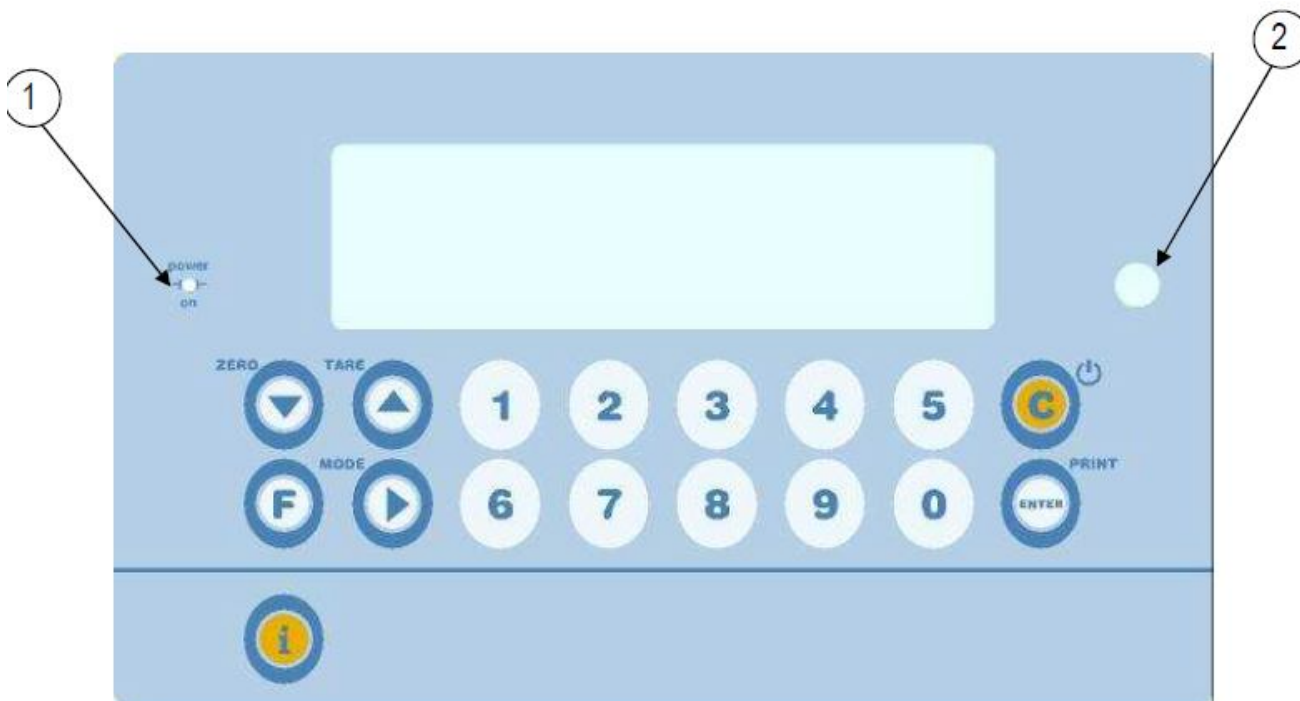 2
1
power
on
ZERO TARE
1 2 3 4 5 C
MODE PRINT
F 6 7 8 9 0 ENTER
i